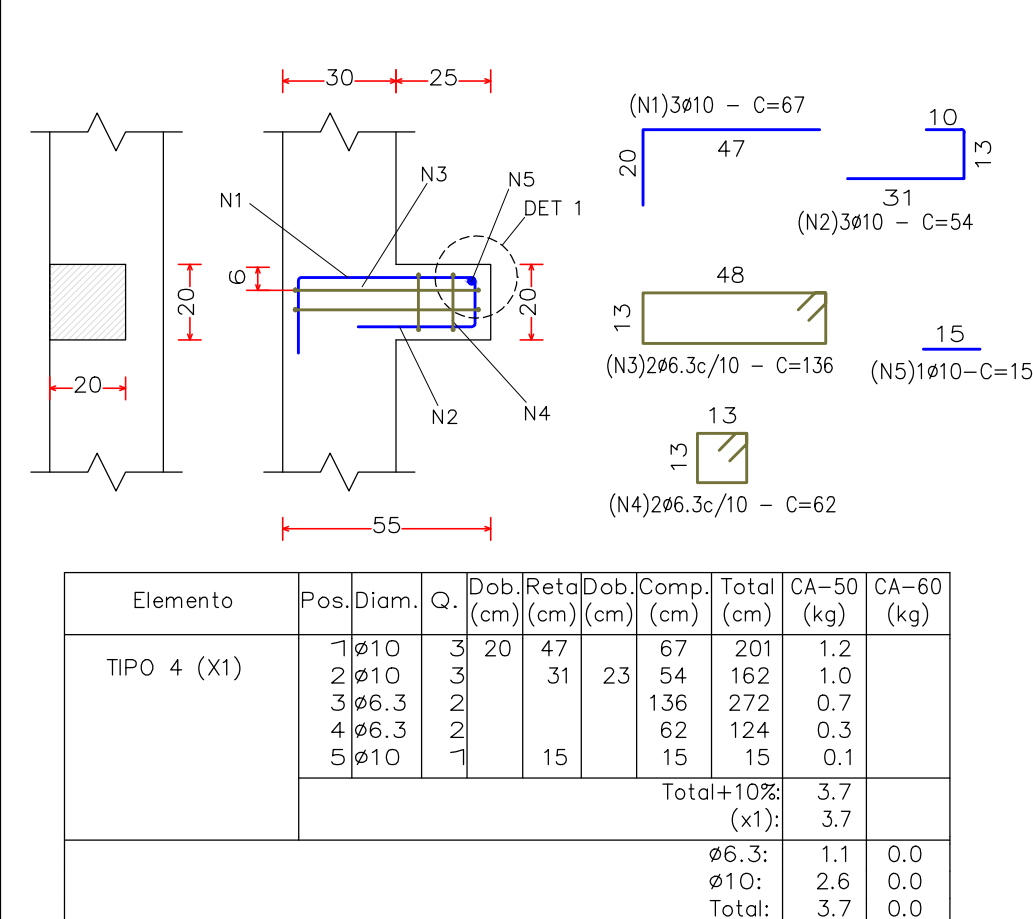 30 25
(N1)3ø10 - C=67
20
47
10
13
31
(N2)3ø10 - C=54
N3
N1
N5
DET 1
6
20
20
20
N2
N4
55
48
13
(N3)2ø6.3c/10 - C=136
15
(N5)1ø10-C=15
13
13
(N4)2ø6.3c/10 - C=62
Elemento Pos. Diam. Q. Dob. (cm) Reta (cm) Dob. (cm) Comp. (cm) Total (cm) CA-50 (kg) CA-60 (kg)
TIPO 4 (X1)
1 ø10 3 20 47 67 201 1.2
2 ø10 3 31 23 54 162 1.0
3 ø6.3 2 136 272 0.7
4 ø6.3 2 62 124 0.3
5 ø10 1 15 15 15 0.1
Total+10%: 3.7
(x1): 3.7
ø6.3: 1.1 0.0
ø10: 2.6 0.0
Total: 3.7 0.0